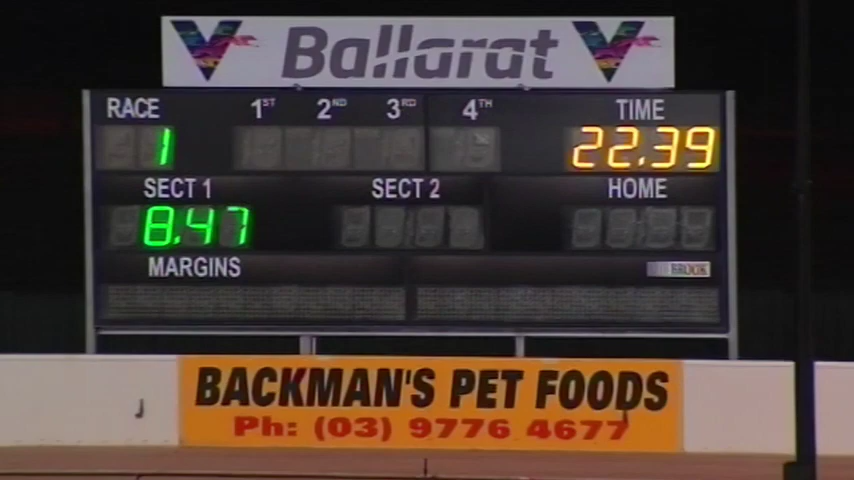 Ballarat
RACE 1ST 2ND 3RD 4TH TIME
1 22.39
SECT 1 SECT 2 HOME
8.47
MARGINS
BACKMAN'S PET FOODS
Ph: (03) 9776 4677